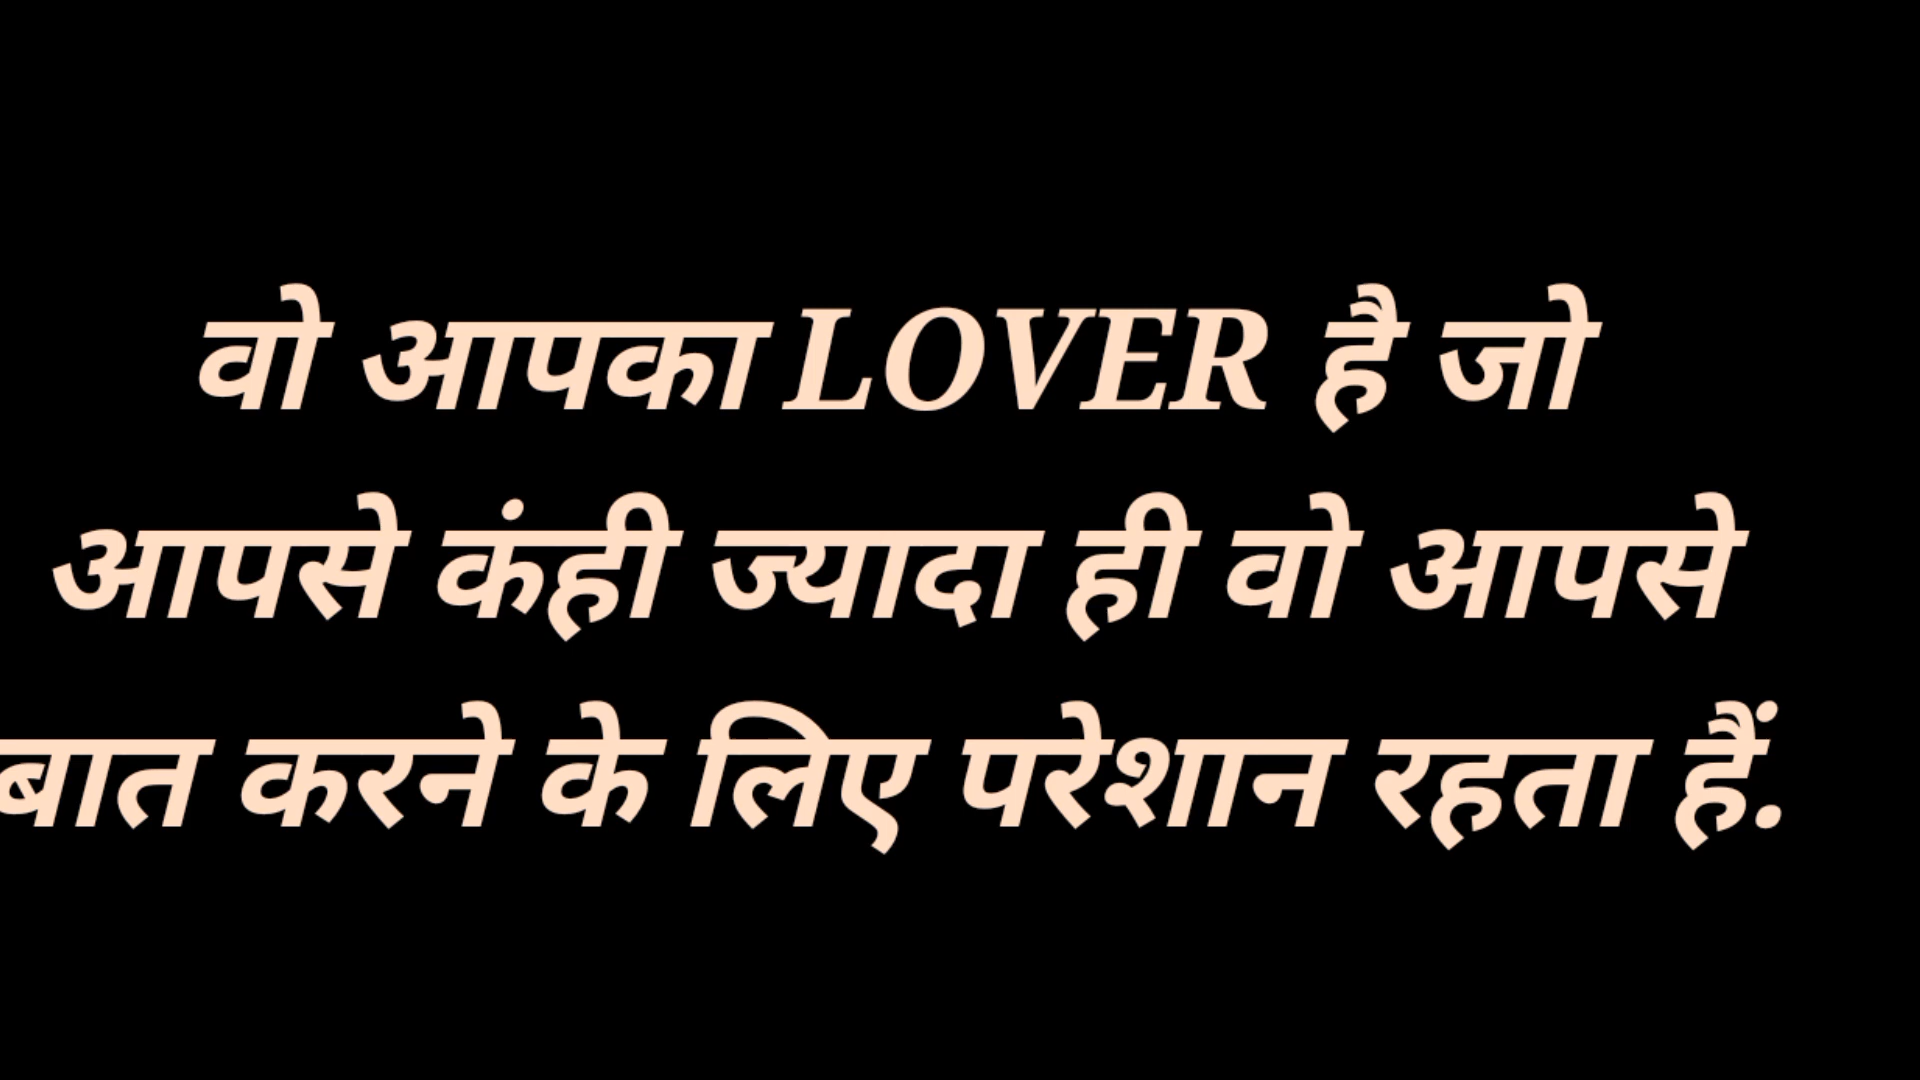 वो आपका LOVER है जो
आपसे कंही ज्यादा ही वो आपसे
बात करने के लिए परेशान रहता हैं.